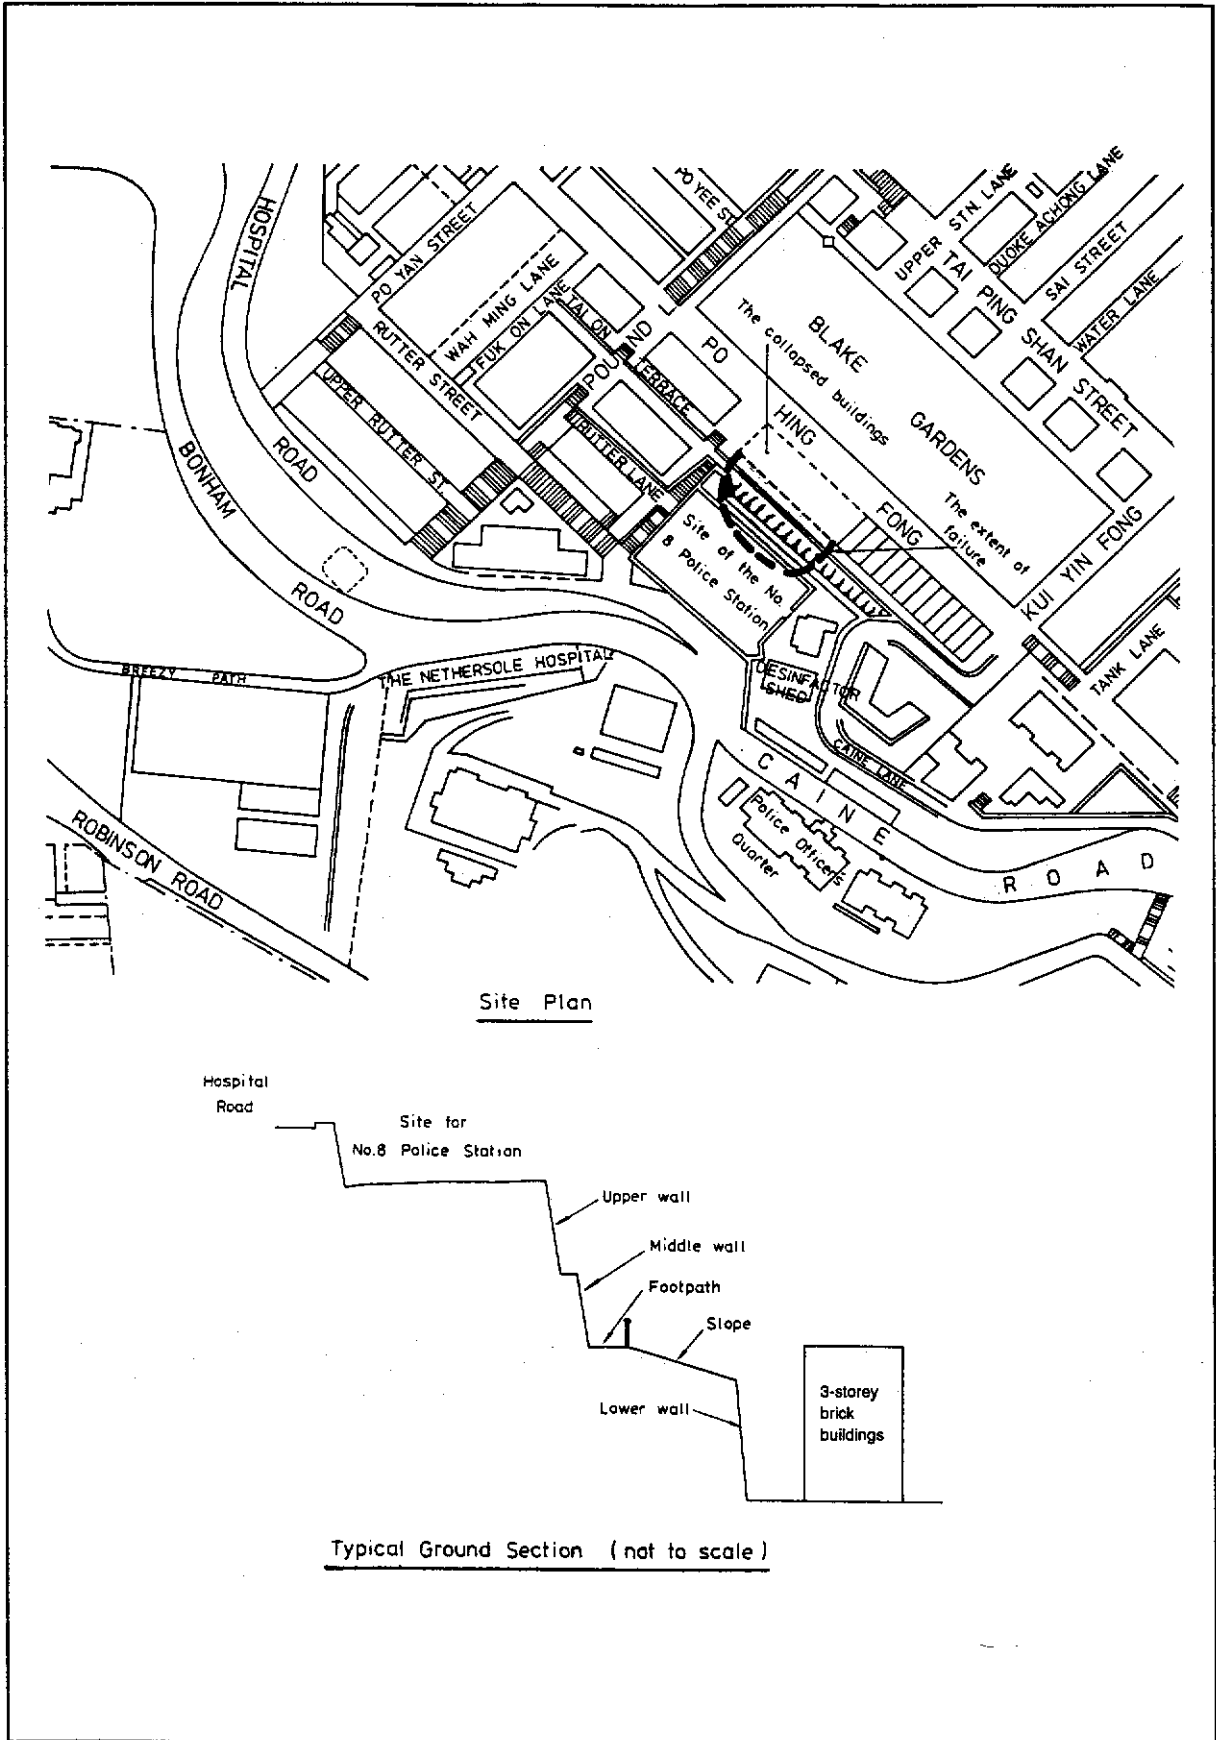 HOSPITAL
ROAD
BONHAM
ROAD
PO YAN STREET
WAH MING LANE
FUK ON LANE
TAI ON
TERRACE
POUND
RUTTER STREET
UPPER RUTTER ST.
RUTTER LANE
PO YEE ST.
PO
HING
FONG
BLAKE
GARDENS
The collapsed buildings
The extent of
failure
UPPER STN. LANE
TAI PING SHAN STREET
QUOKE ACHONG LANE
SAI STREET
WATER LANE
KUI YIN FONG
TANK LANE
Site of the No.
8 Police Station
DESINFACTOR
SHED
CAINE LANE
BREEZY PATH
THE NETHERSOLE HOSPITAL
CAINE
ROAD
Police Officers
Quarter
ROBINSON ROAD
Site Plan
Hospital
Road
Site for
No.8 Police Station
Upper wall
Middle wall
Footpath
Slope
Lower wall
3-storey
brick
buildings
Typical Ground Section (not to scale)